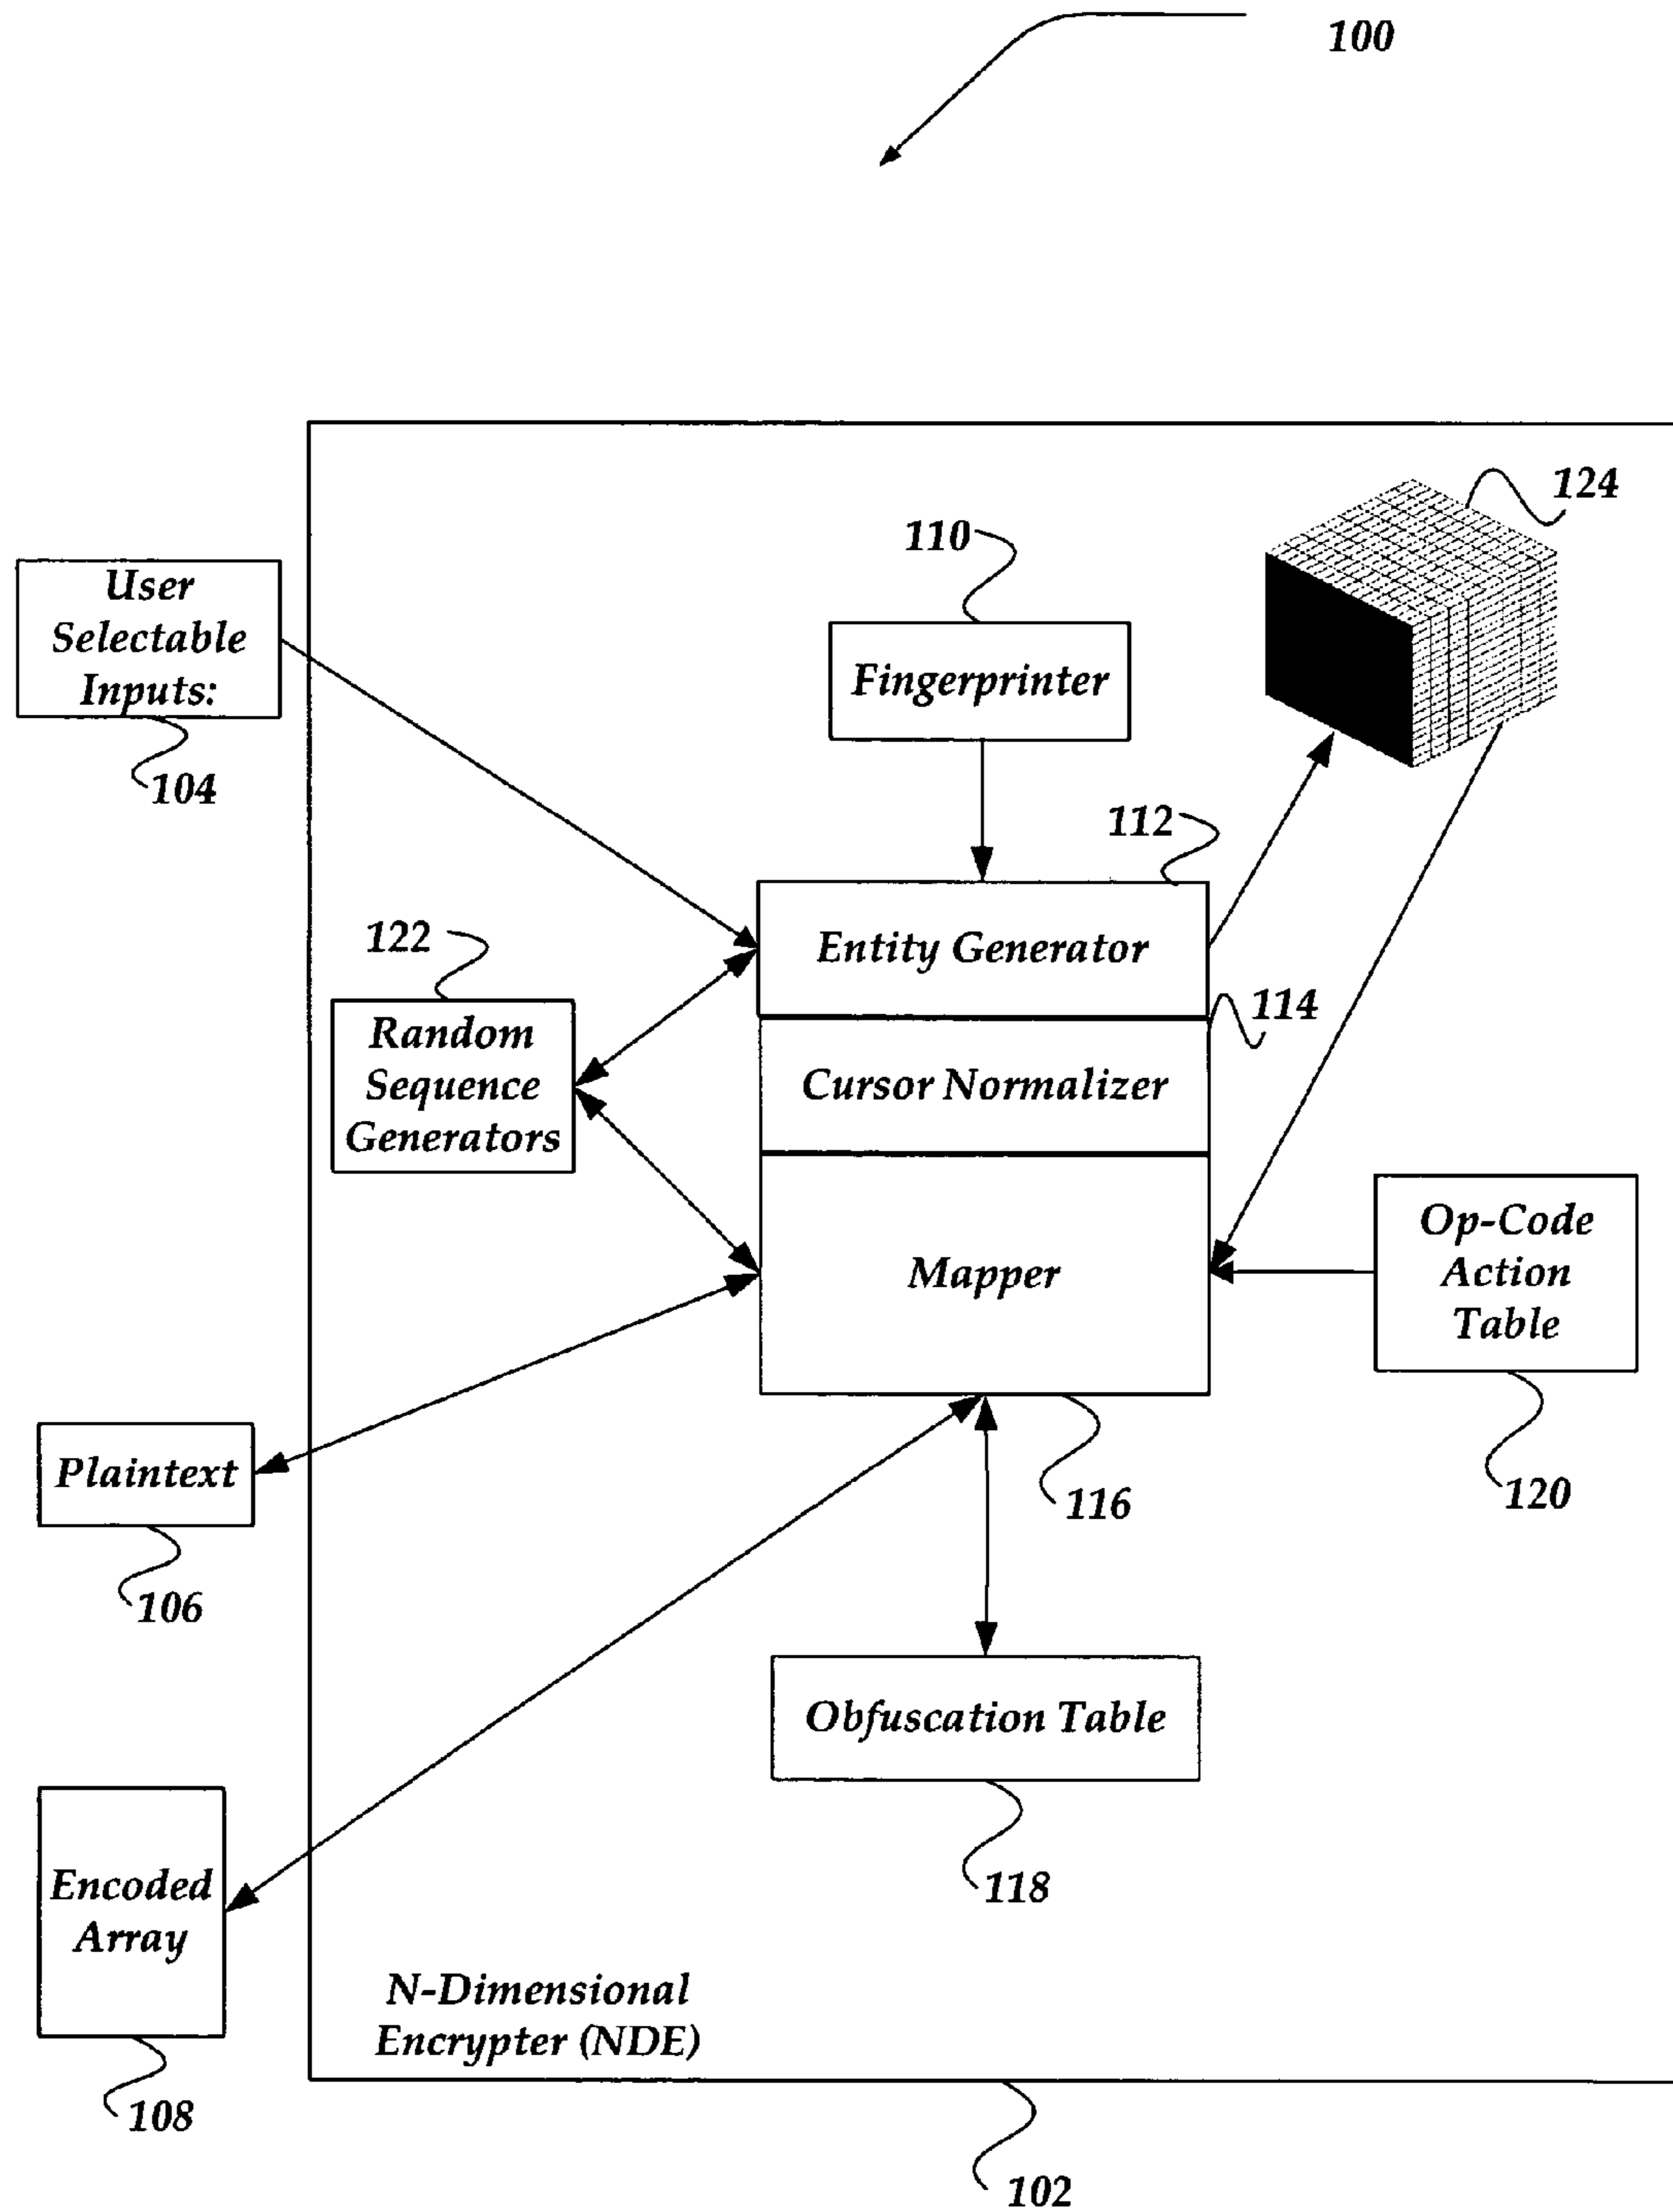 100
124
110
User
Selectable
Inputs:
Fingerprinter
104
112
122
Entity Generator
114
Random
Sequence
Generators
Cursor Normalizer
Op-Code
Action
Table
Mapper
Plaintext
116
120
106
Obfuscation Table
Encoded
Array
118
N-Dimensional
Encrypter (NDE)
108
102